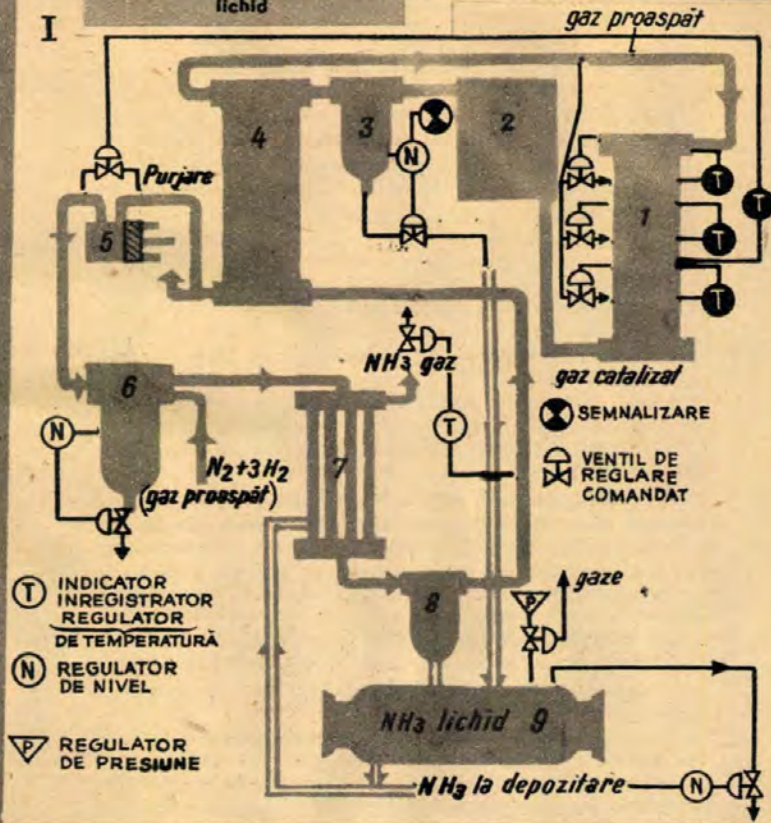 lichid
I
gaz proaspăt
4
3
2
N
Purjare
1
T
T
5
T
T
NH3 gaz
gaz catalizat
6
SEMNALIZARE
N
T
7
N2+3H2
(gaz proaspăt)
VENTIL DE
REGLARE
COMANDAT
T
INDICATOR
INREGISTRATOR
REGULATOR
DE TEMPERATURĂ
8
P
gaze
N
REGULATOR
DE NIVEL
NH3 lichid 9
P
REGULATOR
DE PRESIUNE
NH3 la depozitare
N